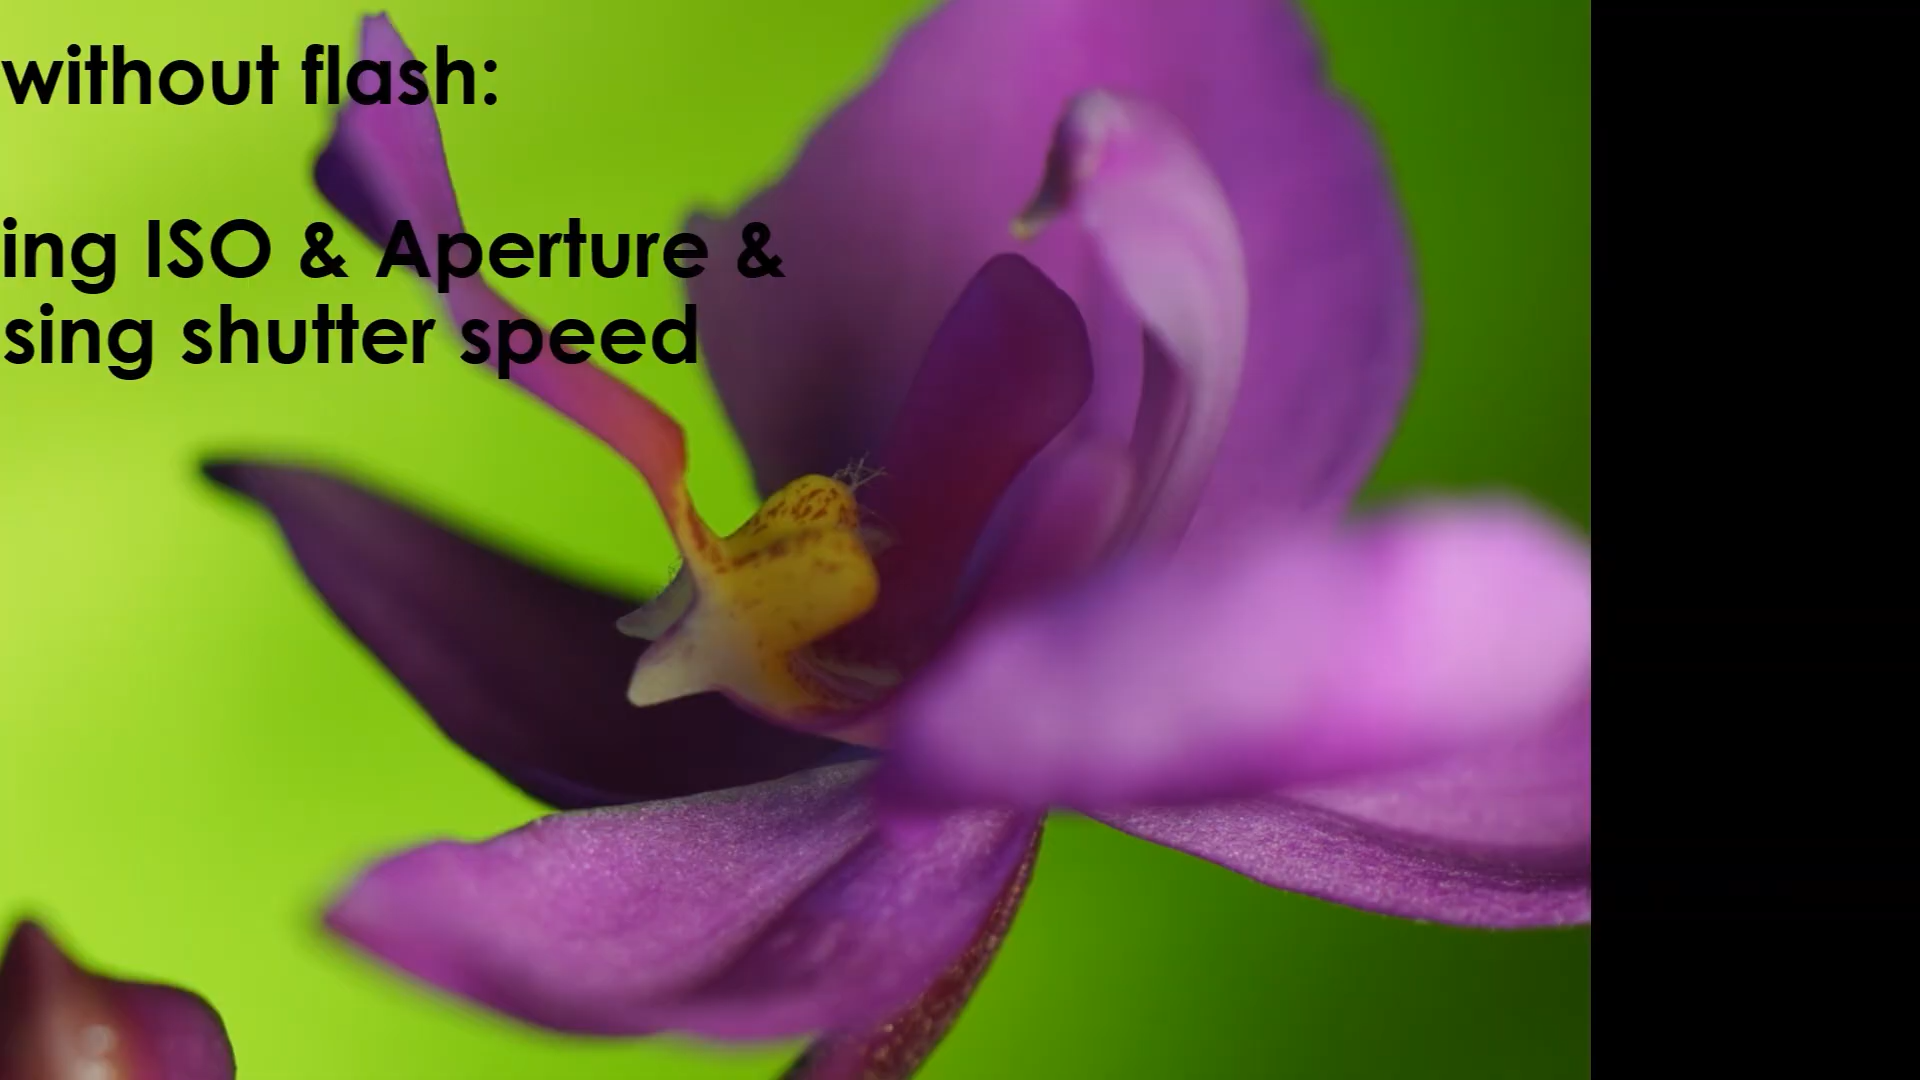 without flash:
ing ISO & Aperture &
sing shutter speed